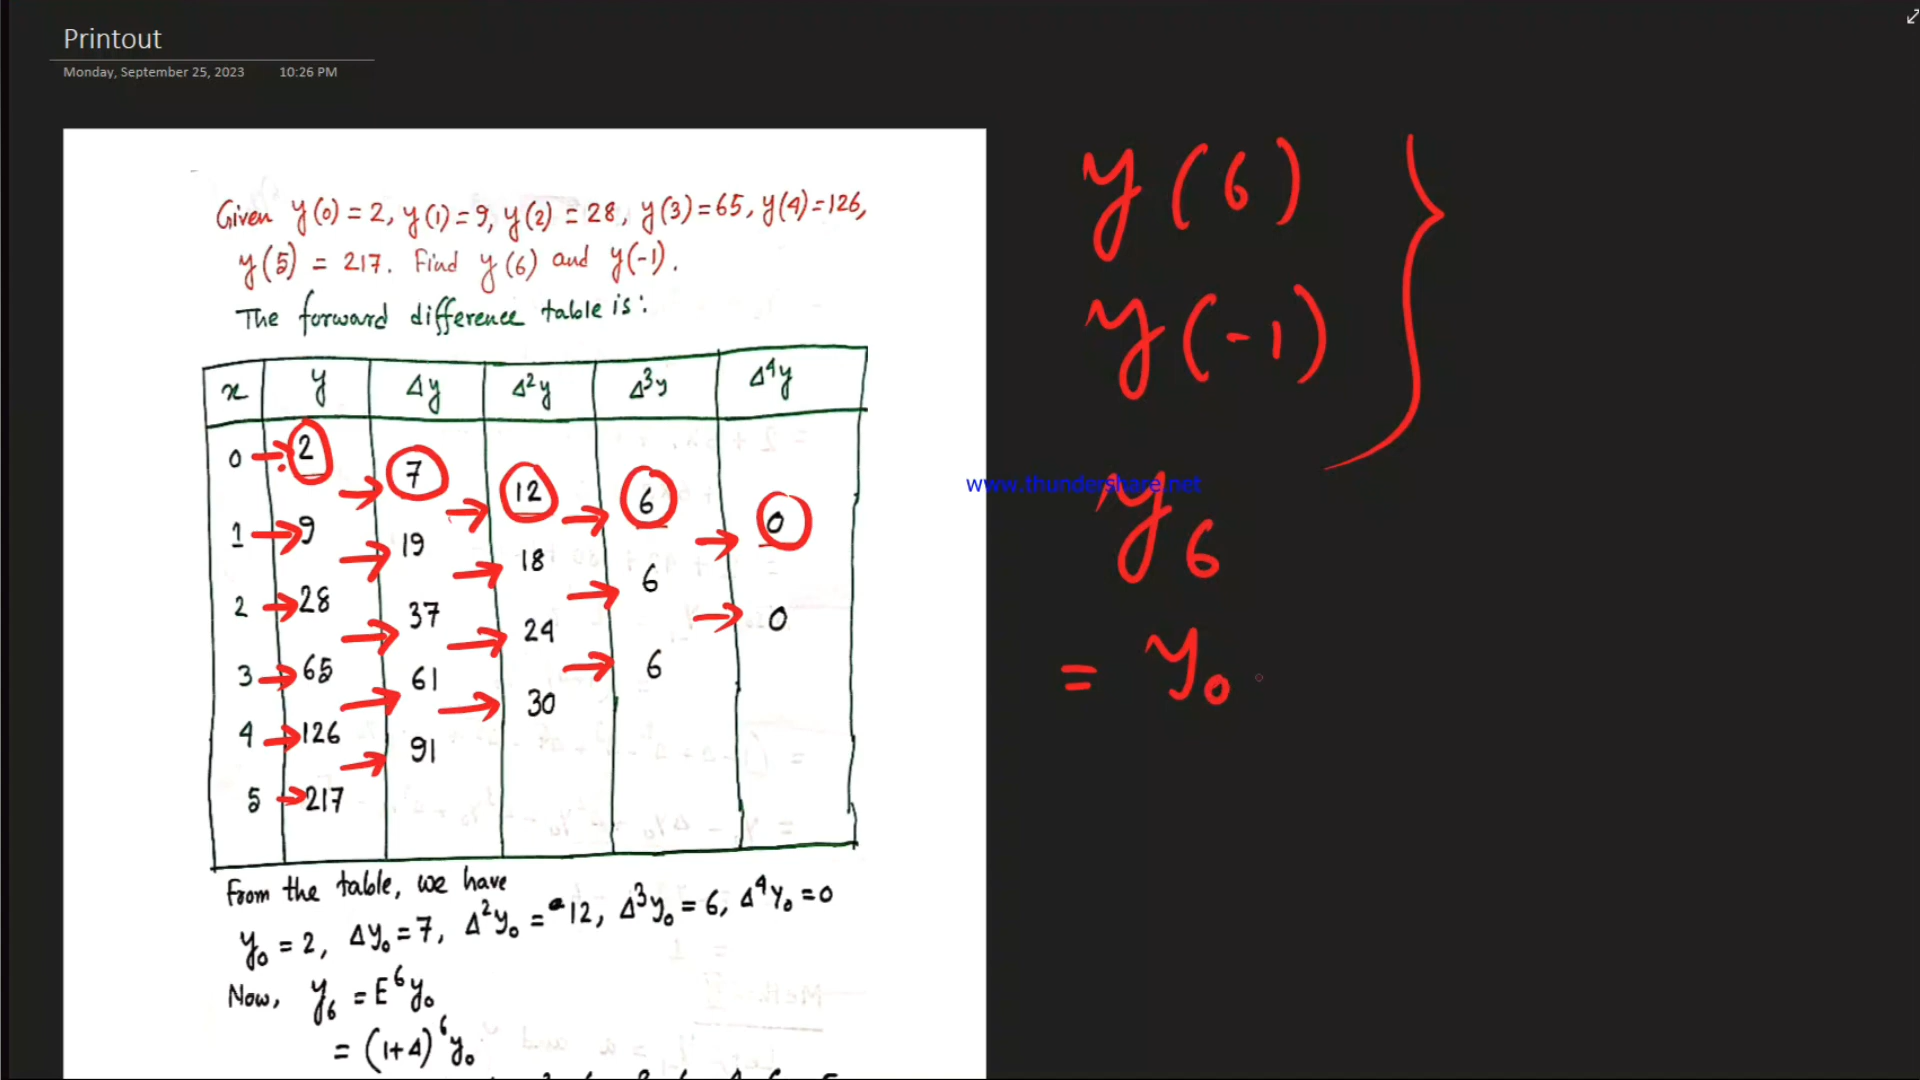 Printout
Monday, September 25, 2023 10:26 PM
Given y(0) = 2, y(1) = 9, y(2) = 28, y(3) = 65, y(4) = 126,
y(5) = 217. Find y(6) and y(-1).
The forward difference table is:
x y Δy Δ²y Δ³y Δ⁴y
0 2
7
12
6
0
1 9
19
18
6
0
2 28
37
24
6
3 65
61
30
4 126
91
5 217
From the table, we have
y₀ = 2, Δy₀ = 7, Δ²y₀ = 12, Δ³y₀ = 6, Δ⁴y₀ = 0
Now, y₆ = E⁶y₀
= (1+Δ)⁶y₀
y(6)
y(-1)
www.thundershare.net
y₆
= y₀